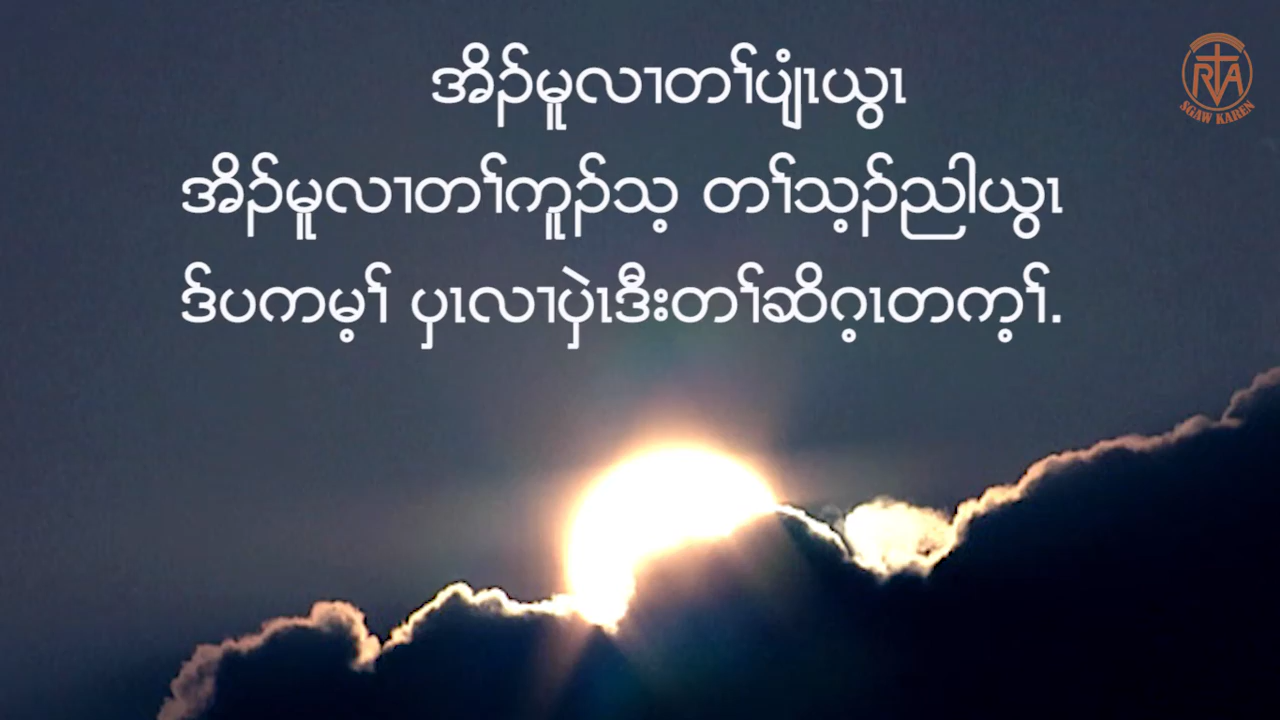 အိၣ်မူလၢတၢ်ပျံၤယွၤ
အိၣ်မူလၢတၢ်ကူၣ်သ့ တၢ်သ့ၣ်ညါယွၤ
ဒ်ပကမ့ၢ် ပှၤလၢပှဲၤဒီးတၢ်ဆိဂ့ၤတက့ၢ်.
RVA
SGAW KAREN